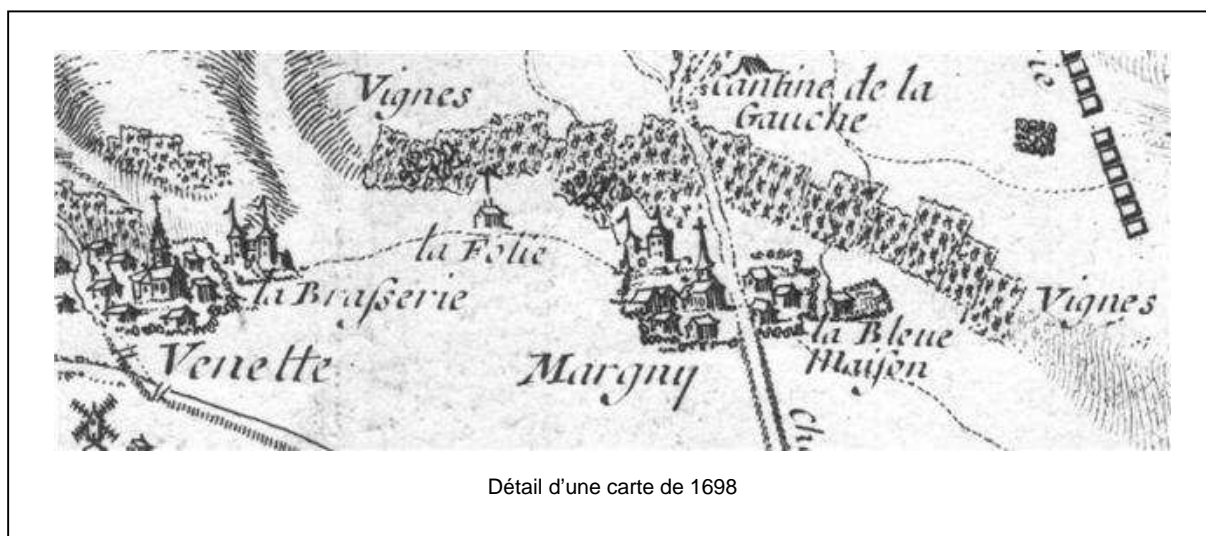 Vignes
Cantine de la
Gauche
la Folie
la Brasserie
Vignes
Venette
Margny
la Bleue
Maison
Détail d'une carte de 1698